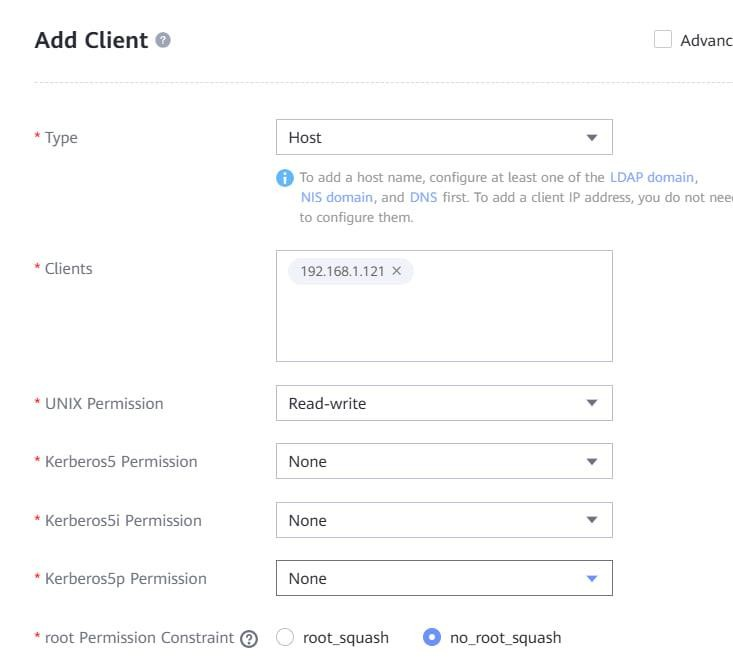 Add Client ?
Advanc
* Type
Host
To add a host name, configure at least one of the LDAP domain,
NIS domain, and DNS first. To add a client IP address, you do not nee
to configure them.
* Clients
192.168.1.121 ×
* UNIX Permission
Read-write
* Kerberos5 Permission
None
* Kerberos5i Permission
None
* Kerberos5p Permission
None
* root Permission Constraint ?
root_squash
no_root_squash